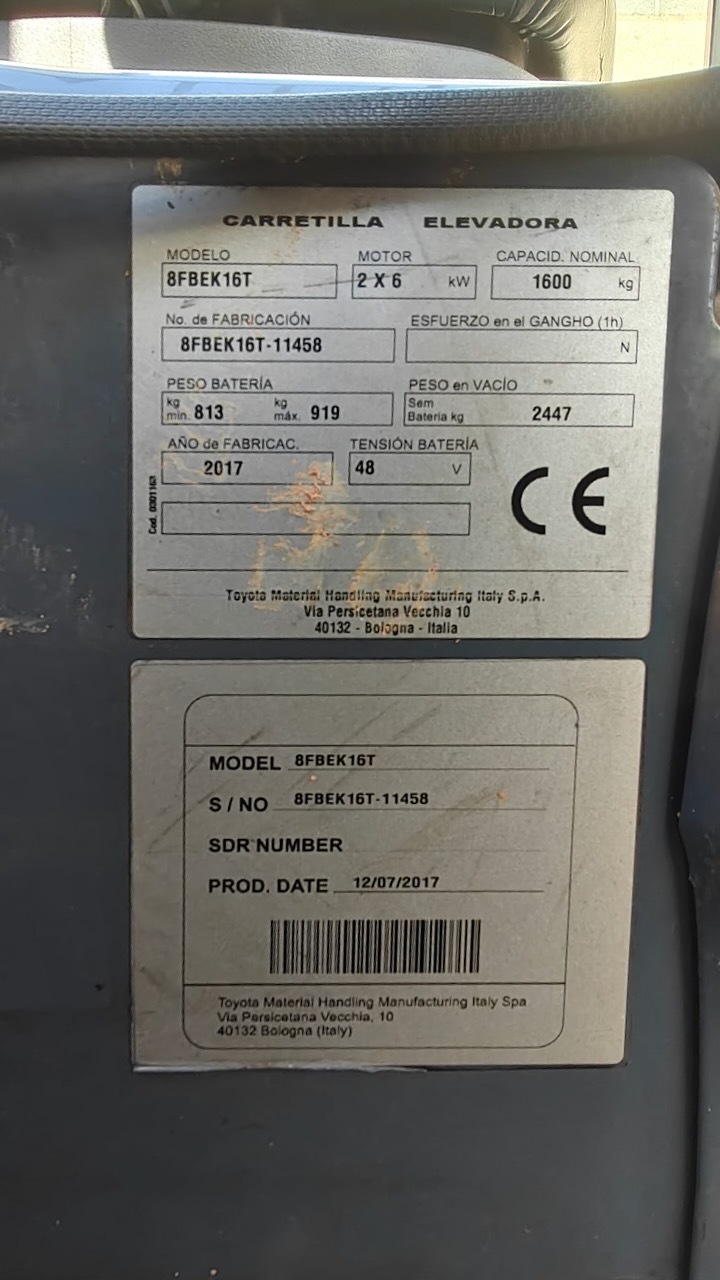 CARRETILLA ELEVADORA
MODELO MOTOR CAPACID. NOMINAL
8FBEK16T 2 X 6 kW 1600 kg
No. de FABRICACIÓN ESFUERZO en el GANGHO (1h)
8FBEK16T-11458 N
PESO BATERÍA PESO en VACÍO
kg min. 813 kg máx. 919 Sem Bateria kg 2447
AÑO de FABRICAC. TENSIÓN BATERÍA
2017 48 V
CE
Cod. 0301163
Toyota Material Handling Manufacturing Italy S.p.A.
Via Persicetana Vecchia 10
40132 - Bologna - Italia
MODEL 8FBEK16T
S / NO 8FBEK16T-11458
SDR NUMBER
PROD. DATE 12/07/2017
Toyota Material Handling Manufacturing Italy Spa
Via Persicetana Vecchia, 10
40132 Bologna (Italy)